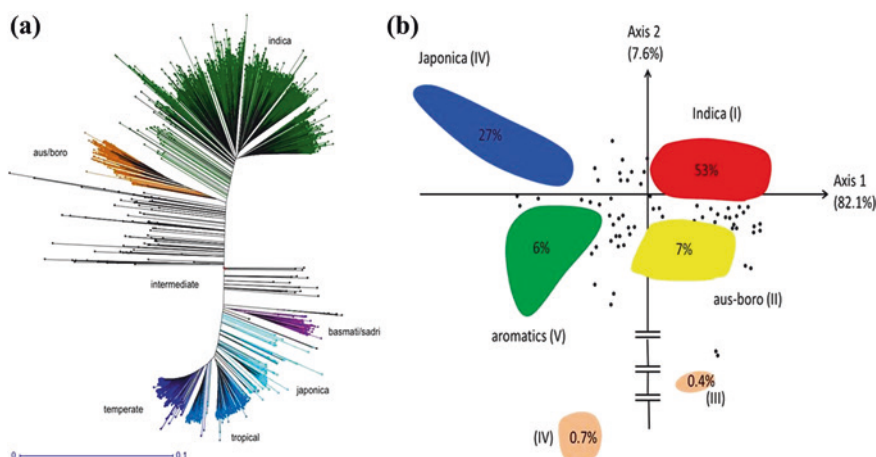 (a)
indica
aus/boro
intermediate
basmati/sadri
japonica
temperate
tropical
0
0.1
(b)
Axis 2
(7.6%)
Japonica (IV)
Indica (I)
27%
53%
Axis 1
(82.1%)
6%
7%
aus-boro (II)
aromatics (V)
0.4%
(III)
(IV)
0.7%